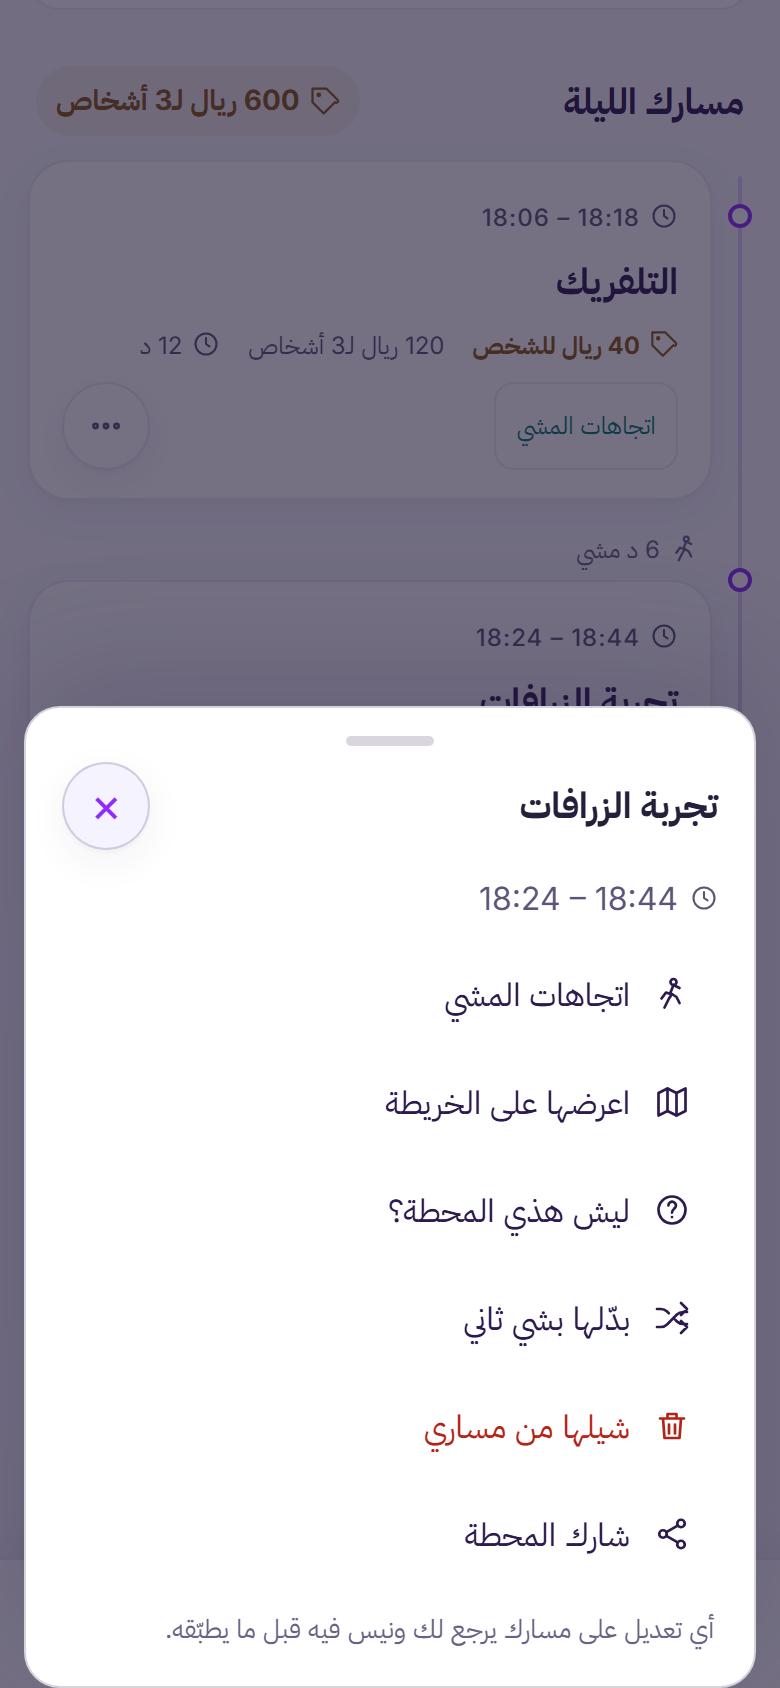 مسارك الليلة
600 ريال لـ3 أشخاص
18:06 – 18:18
التلفريك
40 ريال للشخص 120 ريال لـ3 أشخاص 12 د
اتجاهات المشي
6 د مشي
18:24 – 18:44
تجربة الزرافات
تجربة الزرافات
18:24 – 18:44
اتجاهات المشي
اعرضها على الخريطة
ليش هذي المحطة؟
بدّلها بشي ثاني
شيلها من مساري
شارك المحطة
أي تعديل على مسارك يرجع لك ونيس فيه قبل ما يطبّقه.